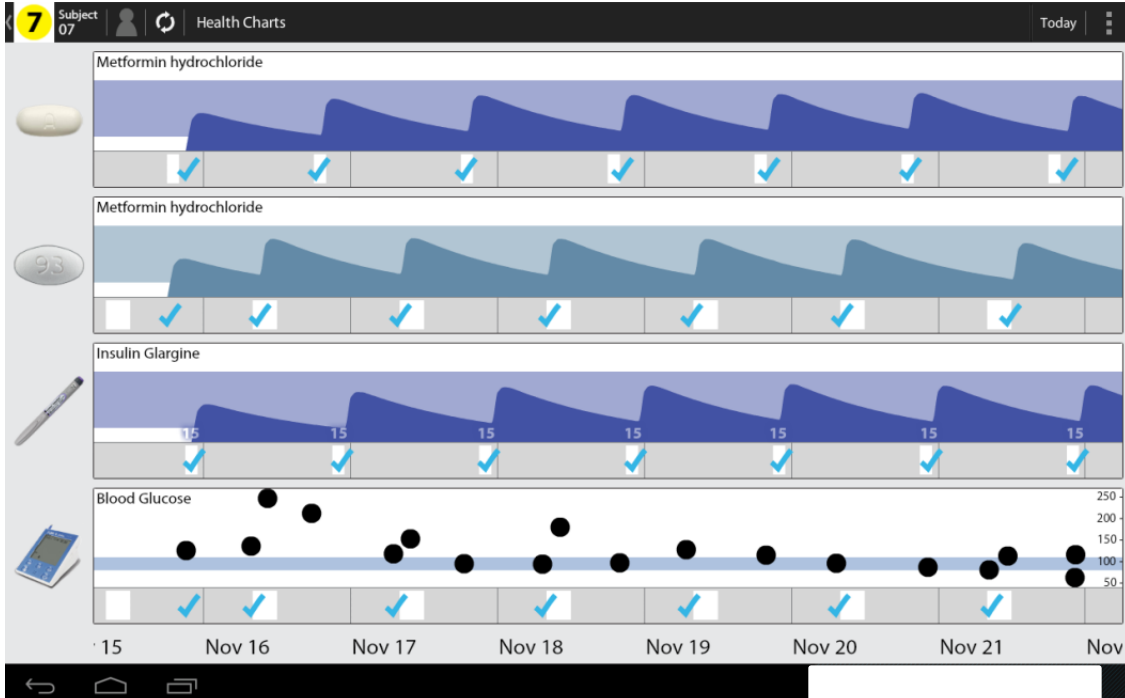 7
Subject
07
Health Charts
Today
Metformin hydrochloride
Metformin hydrochloride
93
Insulin Glargine
15 15 15 15 15 15 15
Blood Glucose
250
200
150
100
50
15 Nov 16 Nov 17 Nov 18 Nov 19 Nov 20 Nov 21 Nov